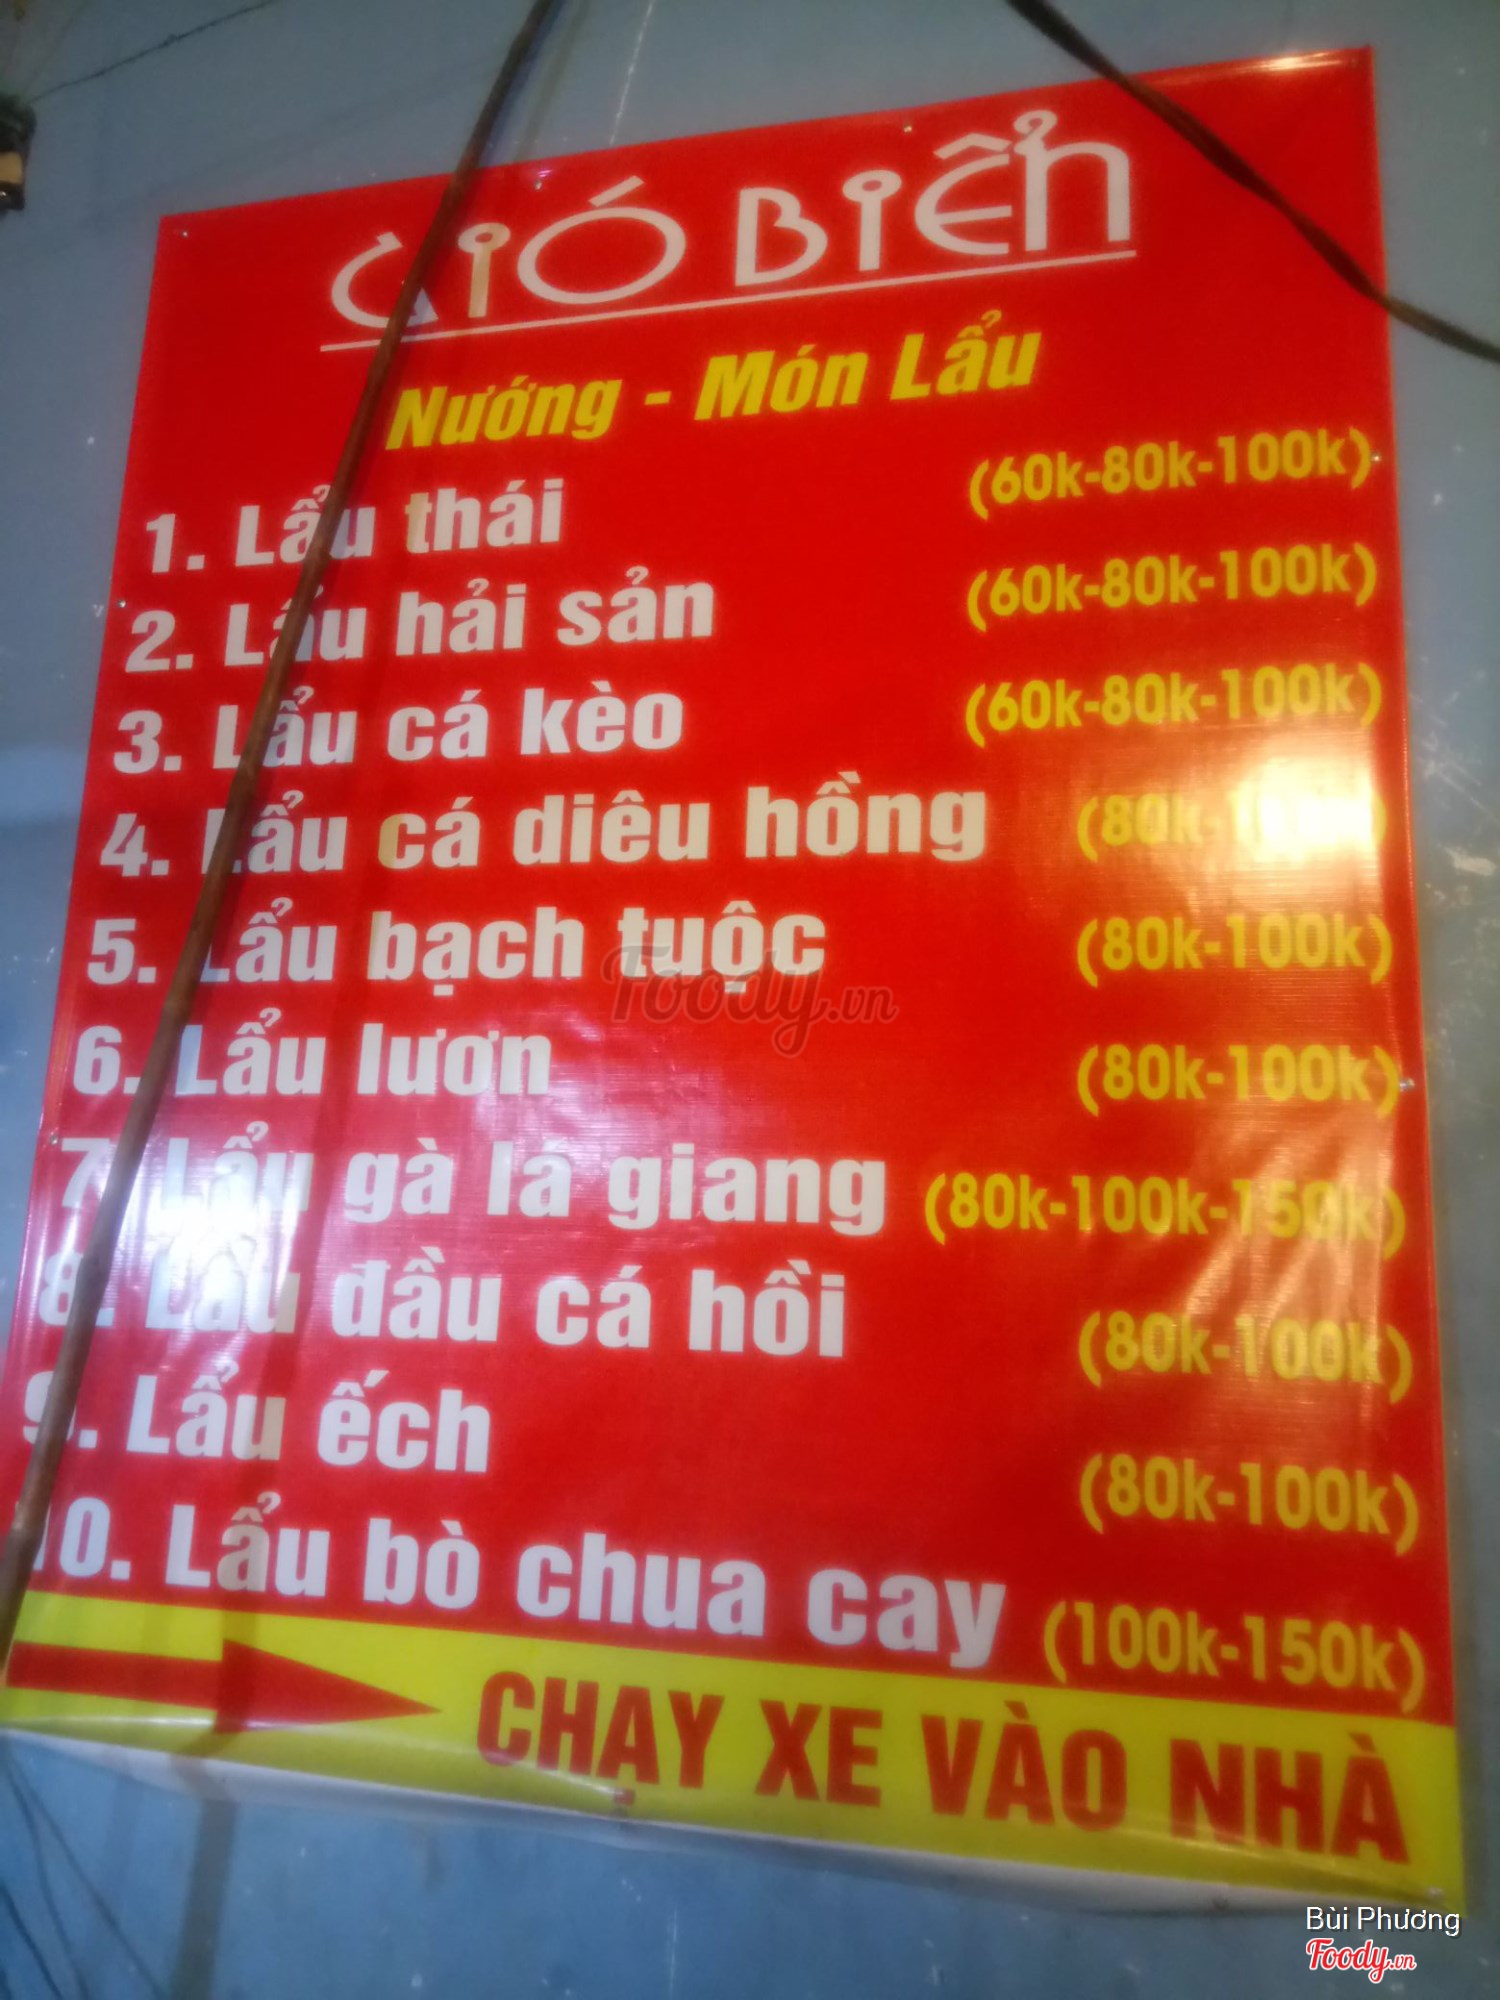 GIÓ BIỂN
Nướng - Món Lẩu
1. Lẩu thái (60k-80k-100k)
2. Lẩu hải sản (60k-80k-100k)
3. Lẩu cá kèo (60k-80k-100k)
4. Lẩu cá diêu hồng (80k-100k)
5. Lẩu bạch tuộc (80k-100k)
6. Lẩu lươn (80k-100k)
7. Lẩu gà lá giang (80k-100k-150k)
8. Lẩu đầu cá hồi (80k-100k)
9. Lẩu ếch (80k-100k)
10. Lẩu bò chua cay (100k-150k)
CHẠY XE VÀO NHÀ
Foody.vn
Bùi Phương
Foody.vn